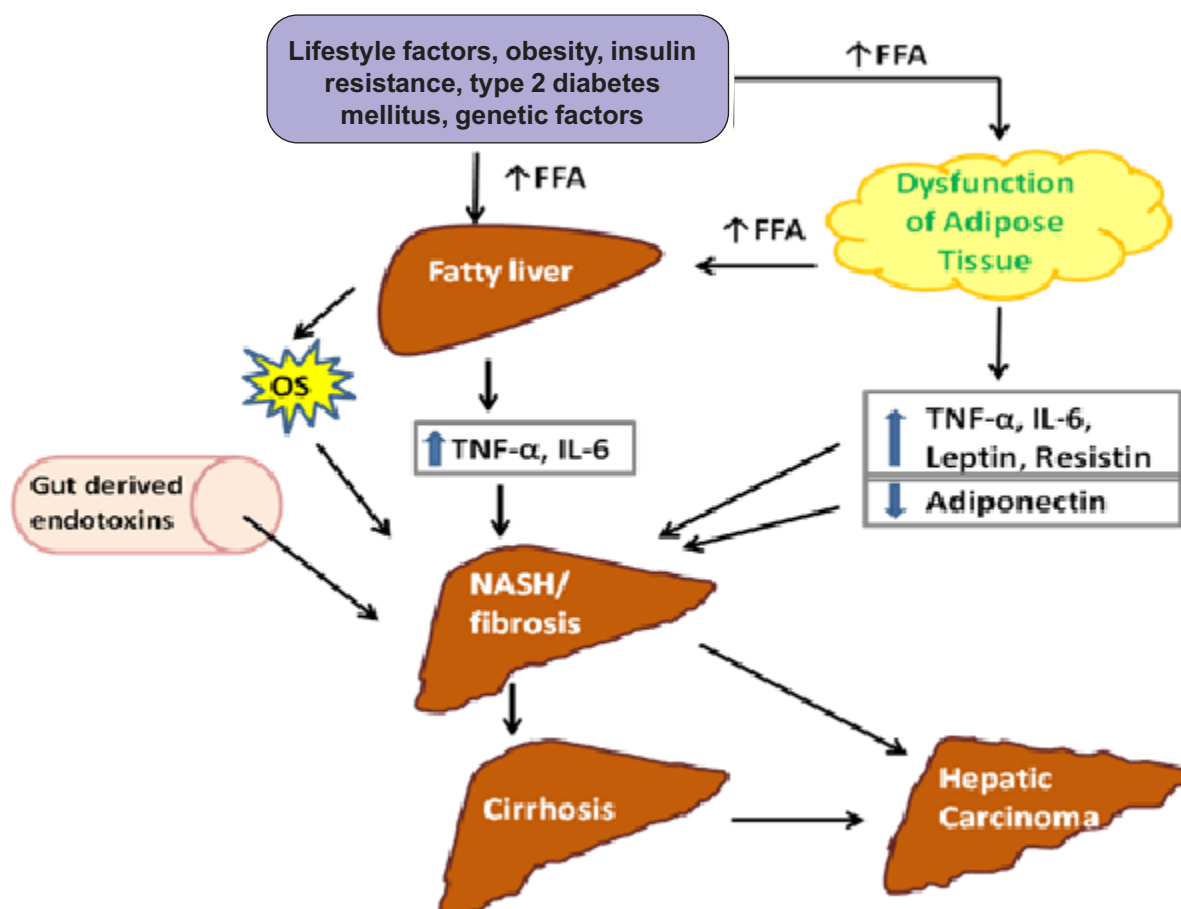 Lifestyle factors, obesity, insulin
resistance, type 2 diabetes
mellitus, genetic factors
↑FFA
↑FFA
Dysfunction
of Adipose
Tissue
↑FFA
Fatty liver
OS
TNF-α, IL-6
TNF-α, IL-6,
Leptin, Resistin
Adiponectin
Gut derived
endotoxins
NASH/
fibrosis
Cirrhosis
Hepatic
Carcinoma